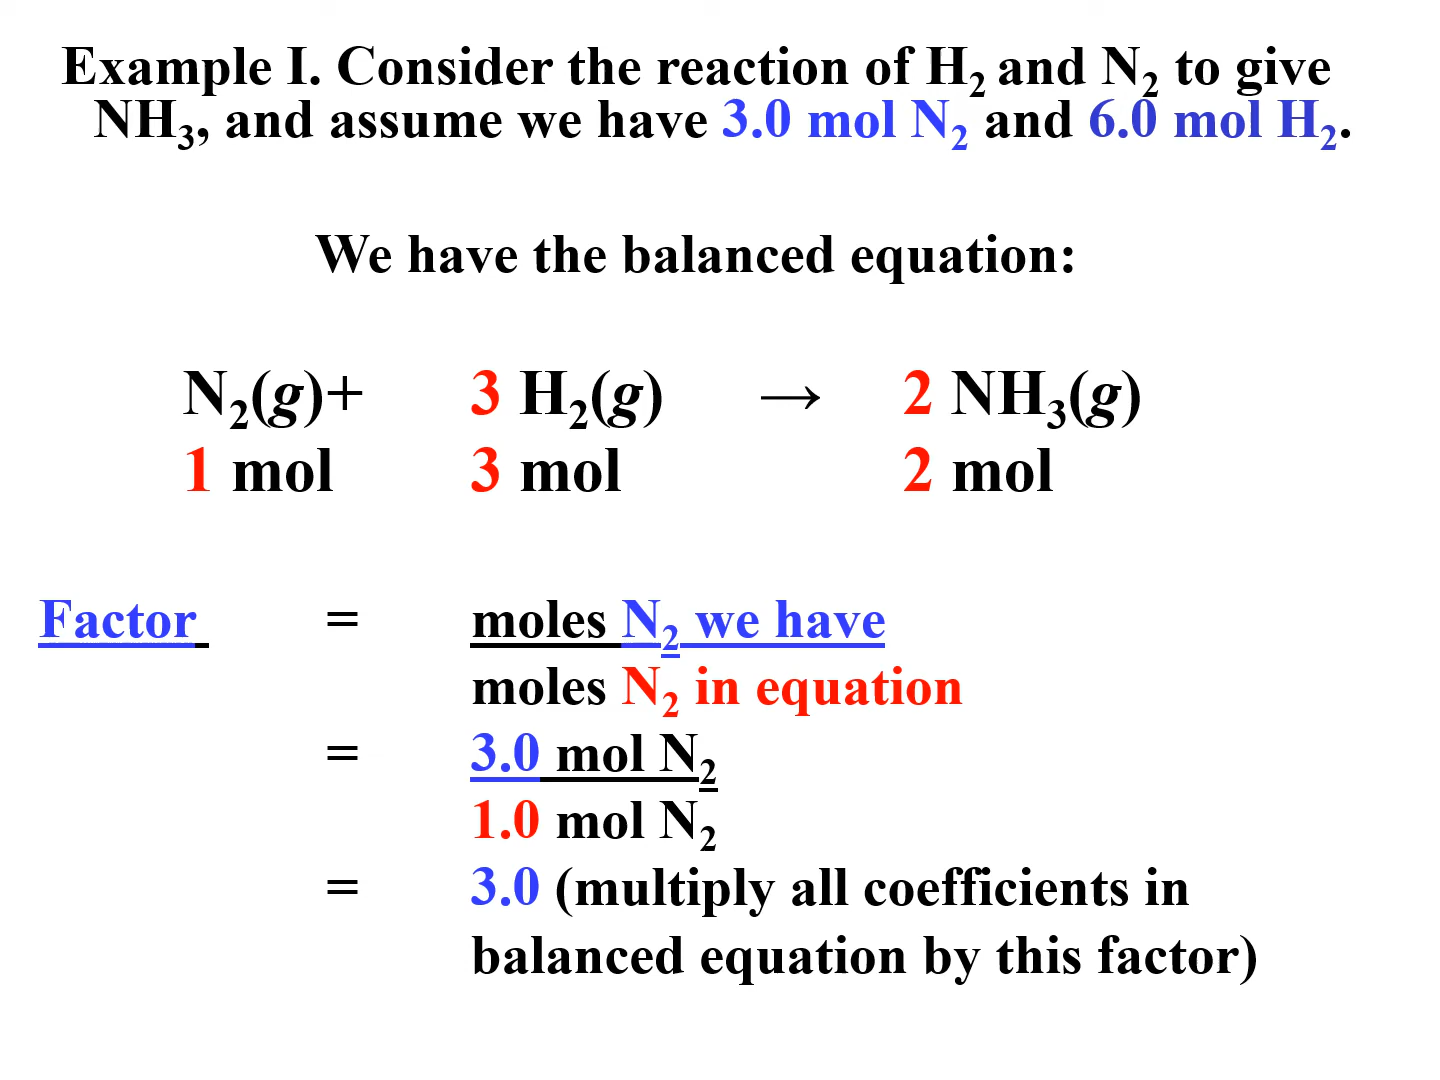 Example I. Consider the reaction of H₂ and N₂ to give
NH₃, and assume we have 3.0 mol N₂ and 6.0 mol H₂.
We have the balanced equation:
N₂(g)+ 3 H₂(g) → 2 NH₃(g)
1 mol 3 mol 2 mol
Factor = moles N₂ we have
moles N₂ in equation
= 3.0 mol N₂
1.0 mol N₂
= 3.0 (multiply all coefficients in
balanced equation by this factor)